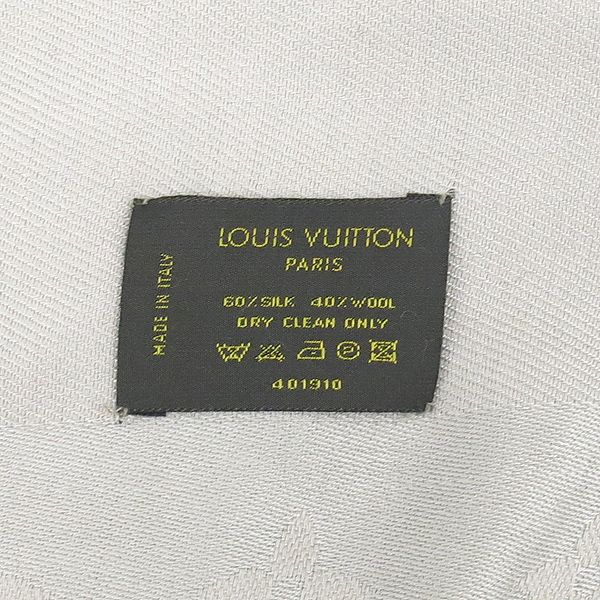 LOUIS VUITTON
PARIS
60%SILK 40%WOOL
DRY CLEAN ONLY
401910
MADE IN ITALY